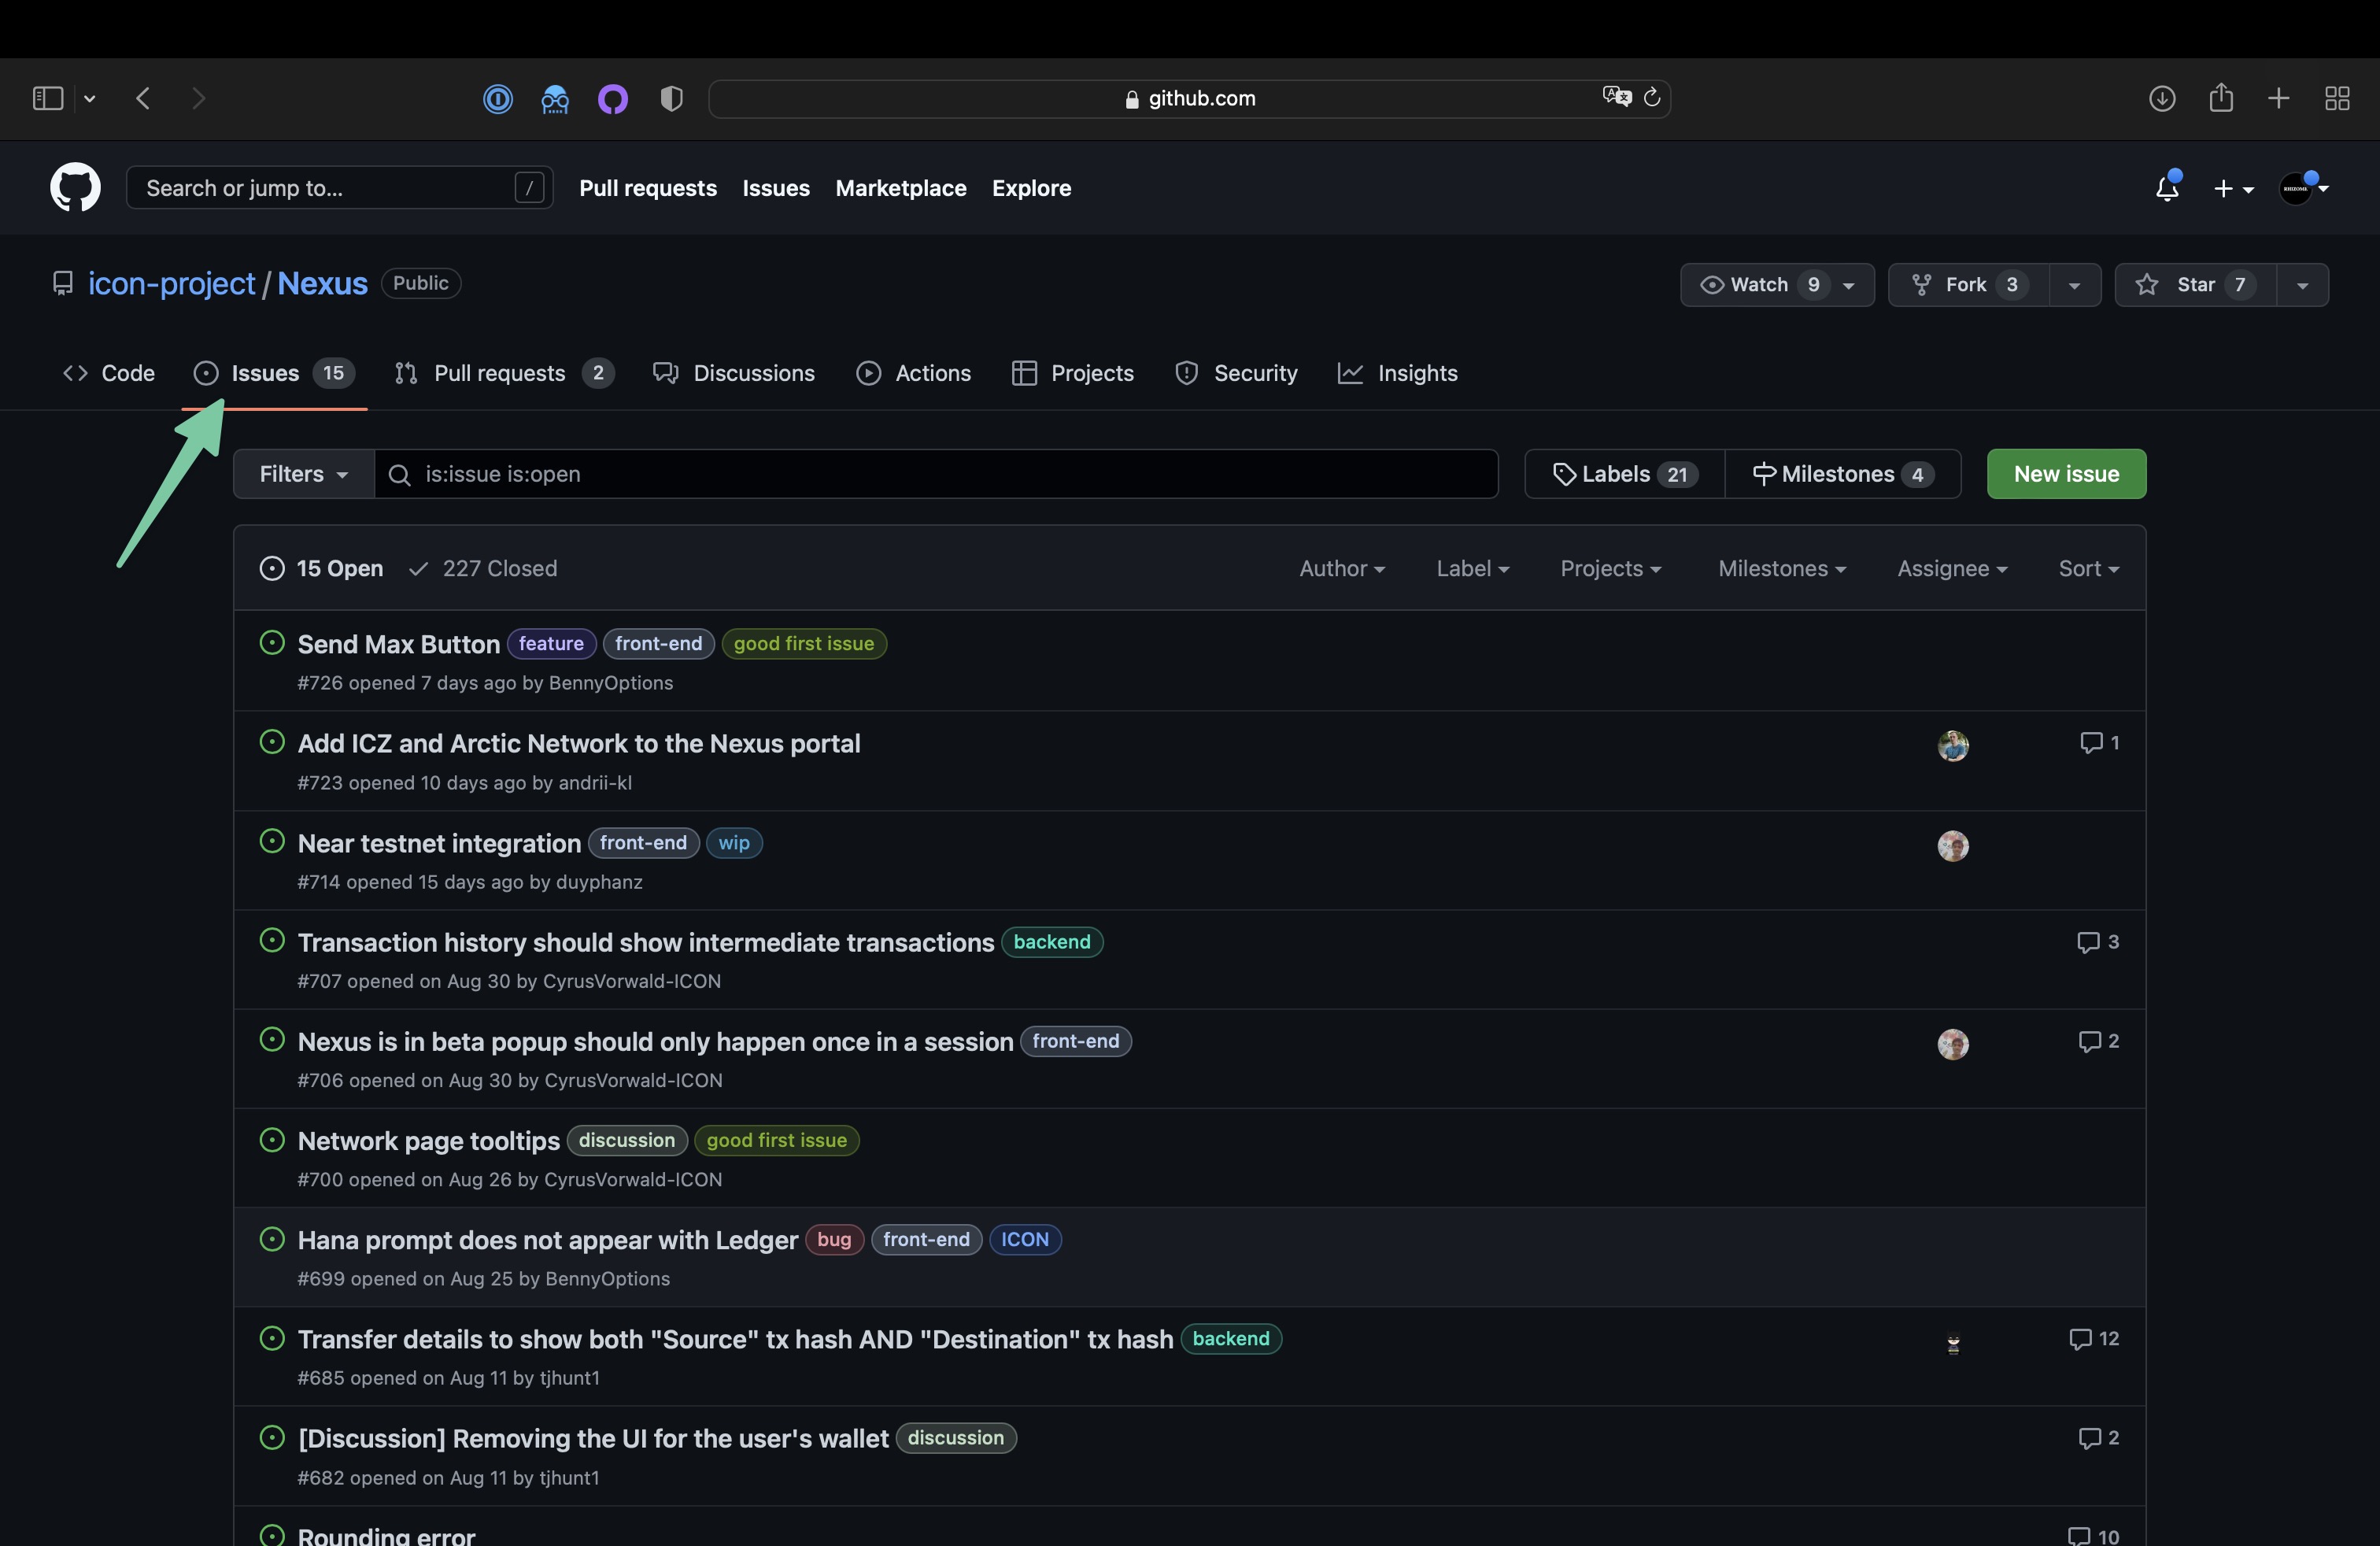 github.com
Search or jump to... /
Pull requests Issues Marketplace Explore
RHIZOME
icon-project / Nexus Public
Watch 9 Fork 3 Star 7
Code Issues 15 Pull requests 2 Discussions Actions Projects Security Insights
Filters is:issue is:open Labels 21 Milestones 4 New issue
15 Open 227 Closed Author Label Projects Milestones Assignee Sort
Send Max Button feature front-end good first issue
#726 opened 7 days ago by BennyOptions
Add ICZ and Arctic Network to the Nexus portal 1
#723 opened 10 days ago by andrii-kl
Near testnet integration front-end wip
#714 opened 15 days ago by duyphanz
Transaction history should show intermediate transactions backend 3
#707 opened on Aug 30 by CyrusVorwald-ICON
Nexus is in beta popup should only happen once in a session front-end 2
#706 opened on Aug 30 by CyrusVorwald-ICON
Network page tooltips discussion good first issue
#700 opened on Aug 26 by CyrusVorwald-ICON
Hana prompt does not appear with Ledger bug front-end ICON
#699 opened on Aug 25 by BennyOptions
Transfer details to show both "Source" tx hash AND "Destination" tx hash backend 12
#685 opened on Aug 11 by tjhunt1
[Discussion] Removing the UI for the user's wallet discussion 2
#682 opened on Aug 11 by tjhunt1
Rounding error 10